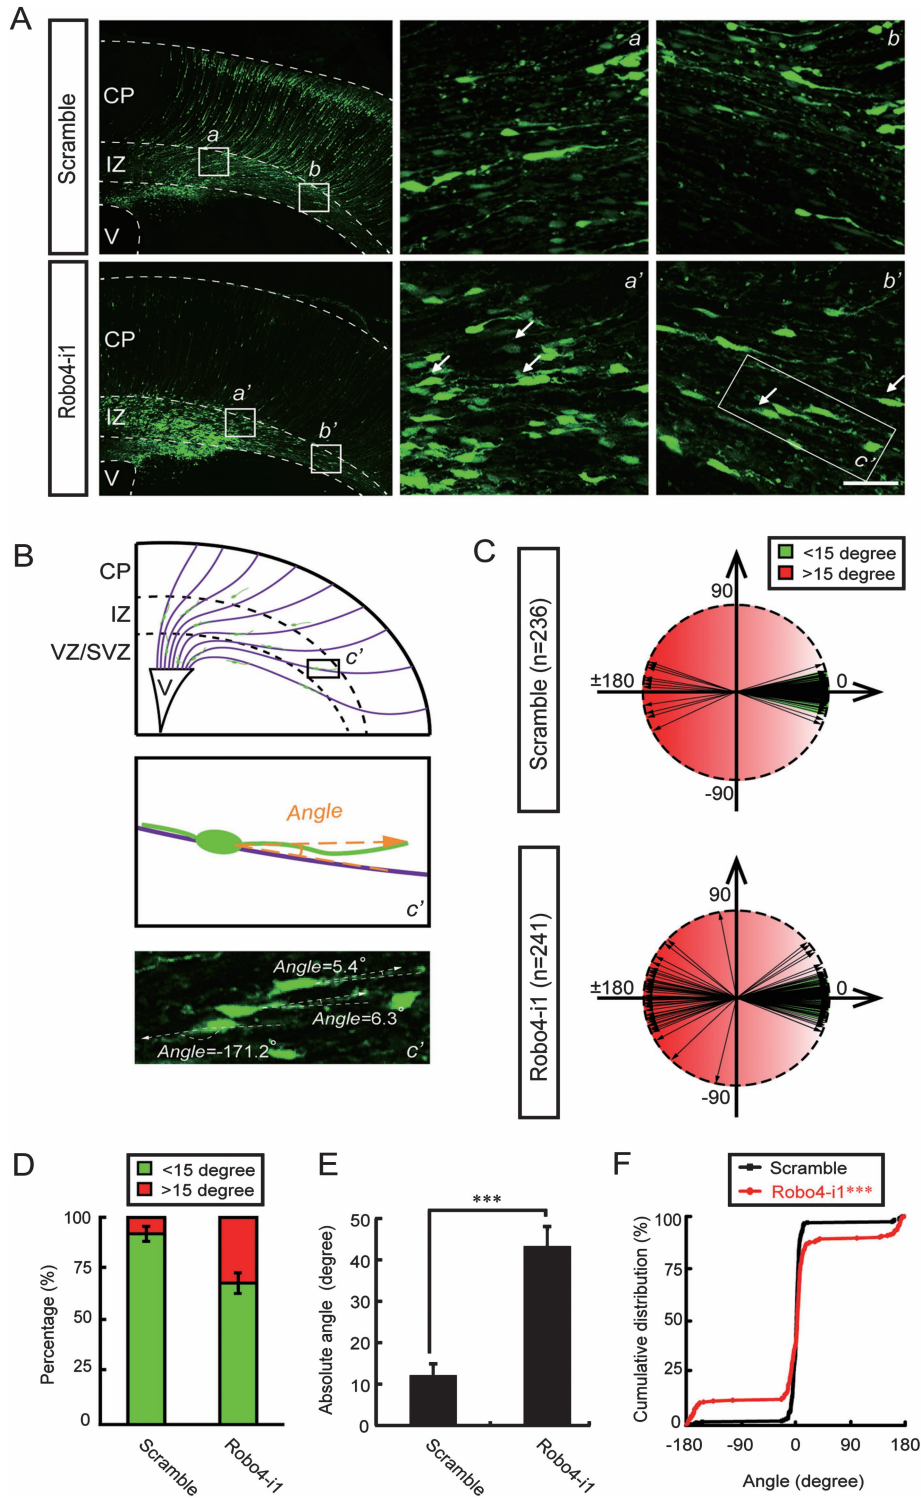 A
Scramble
CP
IZ
V
a
b
a
b
Robo4-i1
CP
IZ
V
a'
b'
a'
b'
c'
B
CP
IZ
VZ/SVZ
V
c'
Angle
c'
Angle=5.4°
Angle=6.3°
Angle=-171.2°
c'
C
<15 degree
>15 degree
Scramble (n=236)
90
±180
0
-90
Robo4-i1 (n=241)
90
±180
0
-90
D
<15 degree
>15 degree
Percentage (%)
100
75
50
25
0
Scramble
Robo4-i1
E
***
Absolute angle (degree)
50
40
30
20
10
0
Scramble
Robo4-i1
F
Scramble
Robo4-i1***
Cumulative distribution (%)
100
75
50
25
0
-180 -90 0 90 180
Angle (degree)